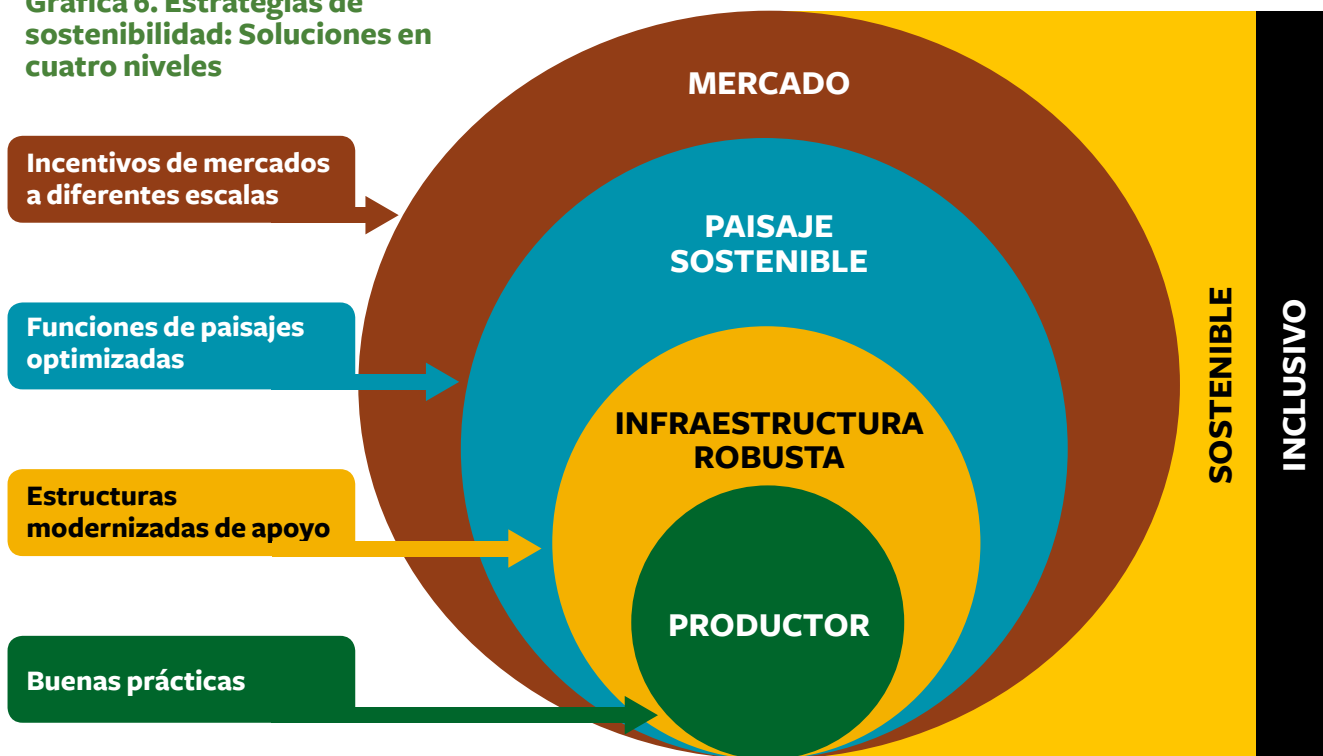 Gráfica 6. Estrategias de
sostenibilidad: Soluciones en
cuatro niveles
MERCADO
Incentivos de mercados
a diferentes escalas
PAISAJE
SOSTENIBLE
Funciones de paisajes
optimizadas
INFRAESTRUCTURA
ROBUSTA
Estructuras
modernizadas de apoyo
PRODUCTOR
Buenas prácticas
SOSTENIBLE
INCLUSIVO